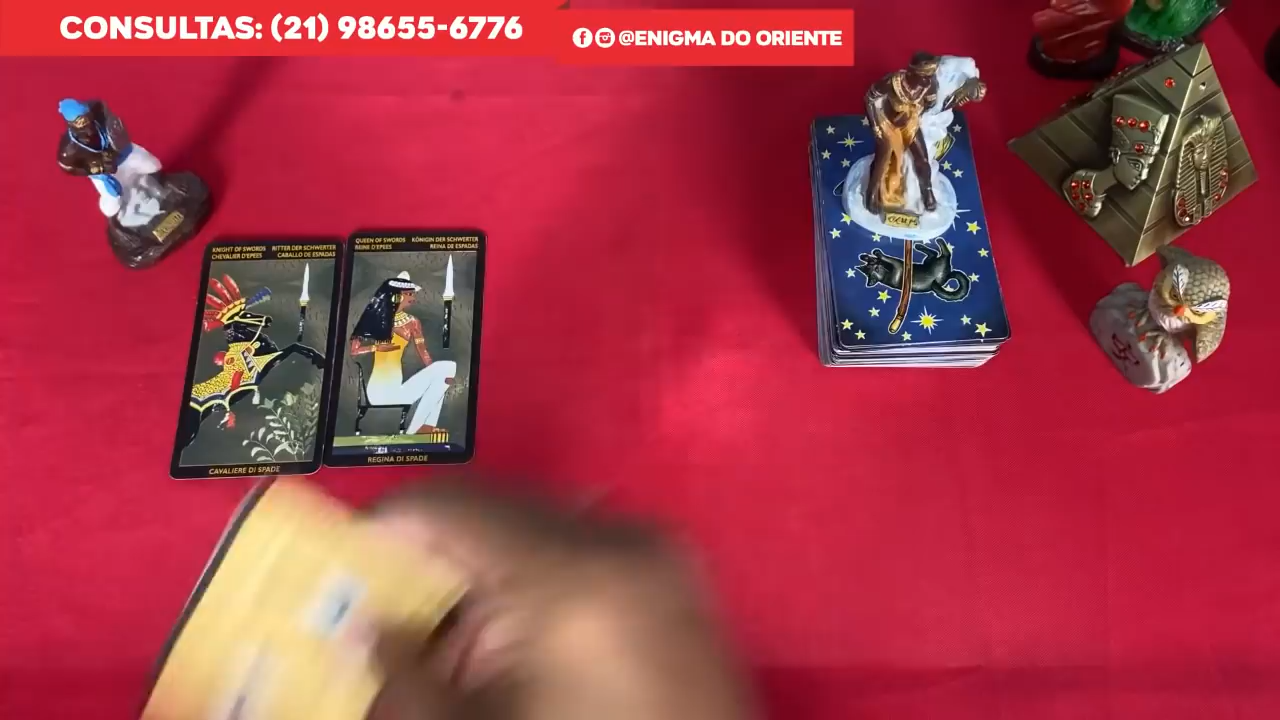 CONSULTAS: (21) 98655-6776
@ENIGMA DO ORIENTE
KNIGHT OF SWORDS RITTER DER SCHWERTER
CHEVALIER D'EPEES CABALLO DE ESPADAS
CAVALIERE DI SPADE
QUEEN OF SWORDS KÖNIGIN DER SCHWERTER
REINE D'EPEES REINA DE ESPADAS
REGINA DI SPADE